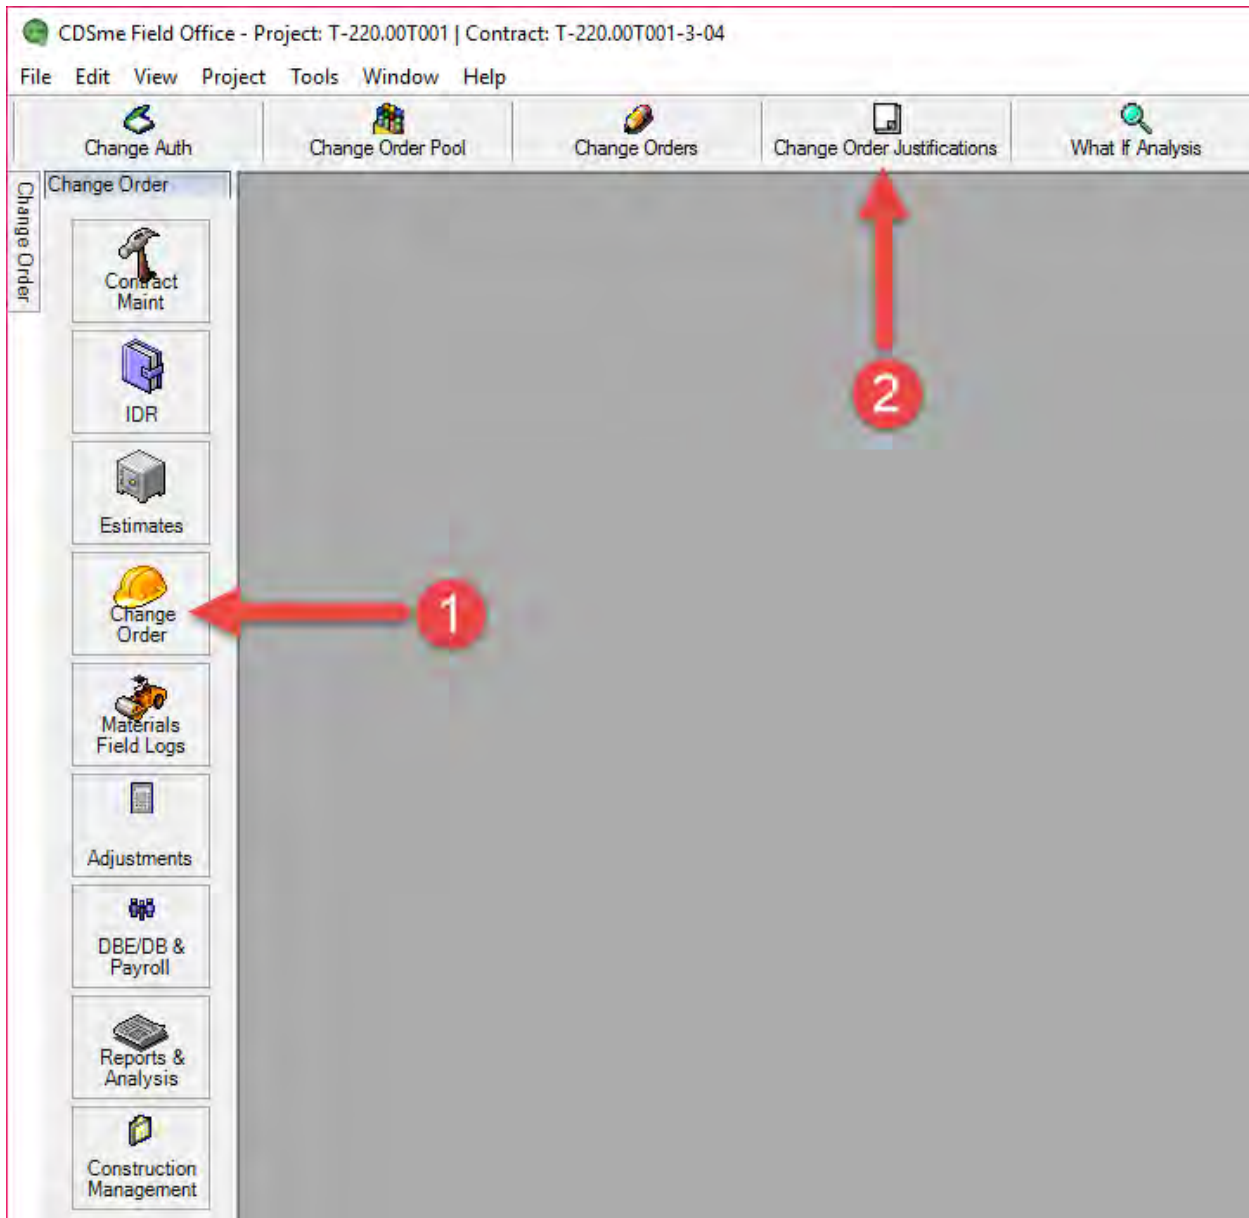 CDSme Field Office - Project: T-220.00T001 | Contract: T-220.00T001-3-04
File Edit View Project Tools Window Help
Change Auth
Change Order Pool
Change Orders
Change Order Justifications
What If Analysis
Change Order
Change Order
Contract
Maint
IDR
Estimates
Change
Order
1
2
Materials
Field Logs
Adjustments
DBE/DB &
Payroll
Reports &
Analysis
Construction
Management